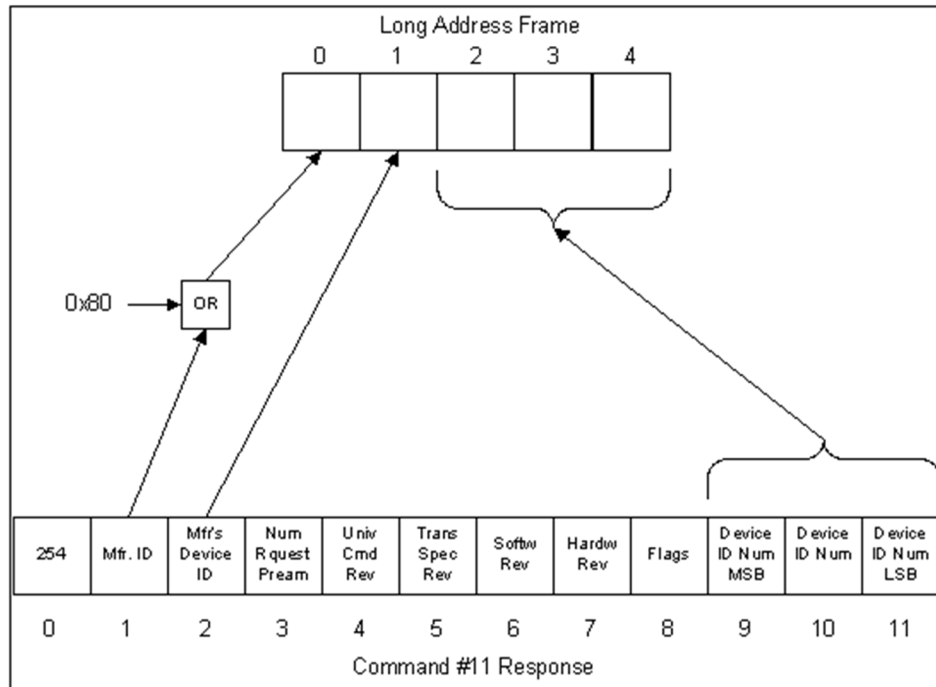 Long Address Frame
0 1 2 3 4
0x80
OR
254
Mfr. ID
Mfr's
Device
ID
Num
Rquest
Pream
Univ
Cmd
Rev
Trans
Spec
Rev
Softw
Rev
Hardw
Rev
Flags
Device
ID Num
MSB
Device
ID Num
Device
ID Num
LSB
0 1 2 3 4 5 6 7 8 9 10 11
Command #11 Response